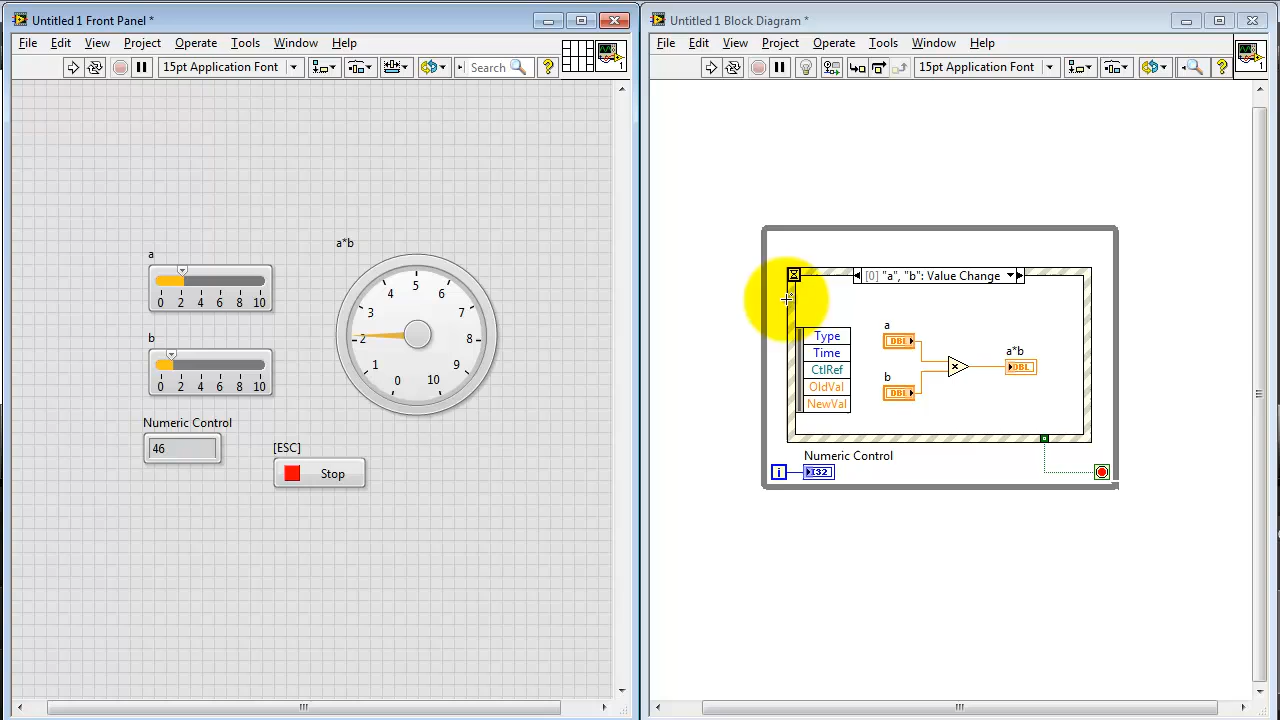 Untitled 1 Front Panel *
File Edit View Project Operate Tools Window Help
15pt Application Font
Search
?
1
a
0 2 4 6 8 10
b
0 2 4 6 8 10
Numeric Control
46
a*b
0 1 2 3 4 5 6 7 8 9 10
[ESC]
Stop
Untitled 1 Block Diagram *
File Edit View Project Operate Tools Window Help
15pt Application Font
?
1
[0] "a", "b": Value Change
Type
Time
CtlRef
OldVal
NewVal
a
DBL
b
DBL
a*b
DBL
Numeric Control
i
I32